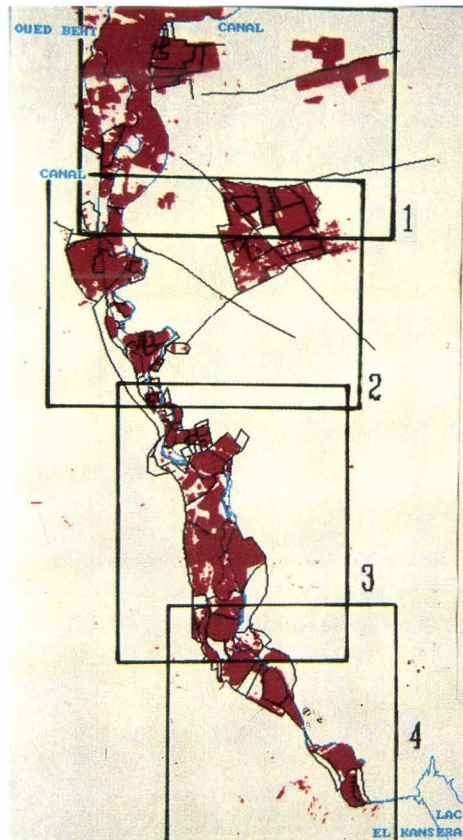 OUED BEHT
CANAL
CANAL
1
2
3
4
LAC
EL KANSERA